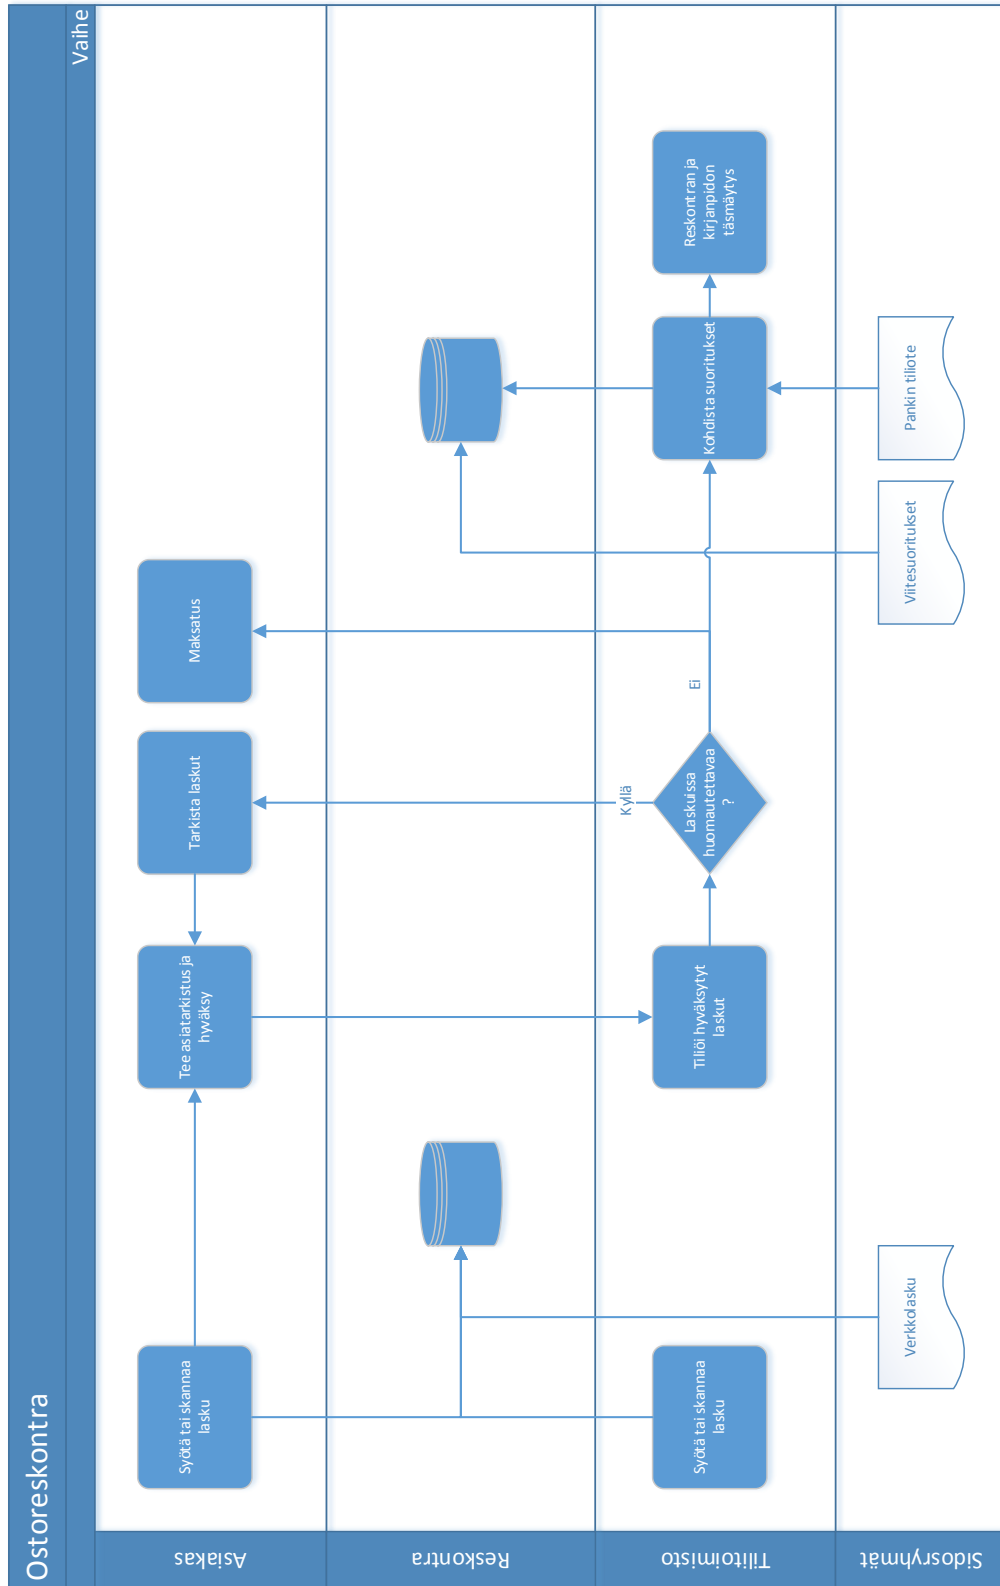 Ostoreskontra
Vaihe
Asiakas
Syötä tai skannaa
lasku
Tee asiatarkistus ja
hyväksy
Tarkista laskut
Maksatus
Reskontra
Tilitoimisto
Syötä tai skannaa
lasku
Tiliöi hyväksytyt
laskut
Laskuissa
huomautettavaa
?
Kyllä
Ei
Kohdista suoritukset
Reskontran ja
kirjanpidon
täsmäytys
Sidosryhmät
Verkkolasku
Viitesuoritukset
Pankin tiliote